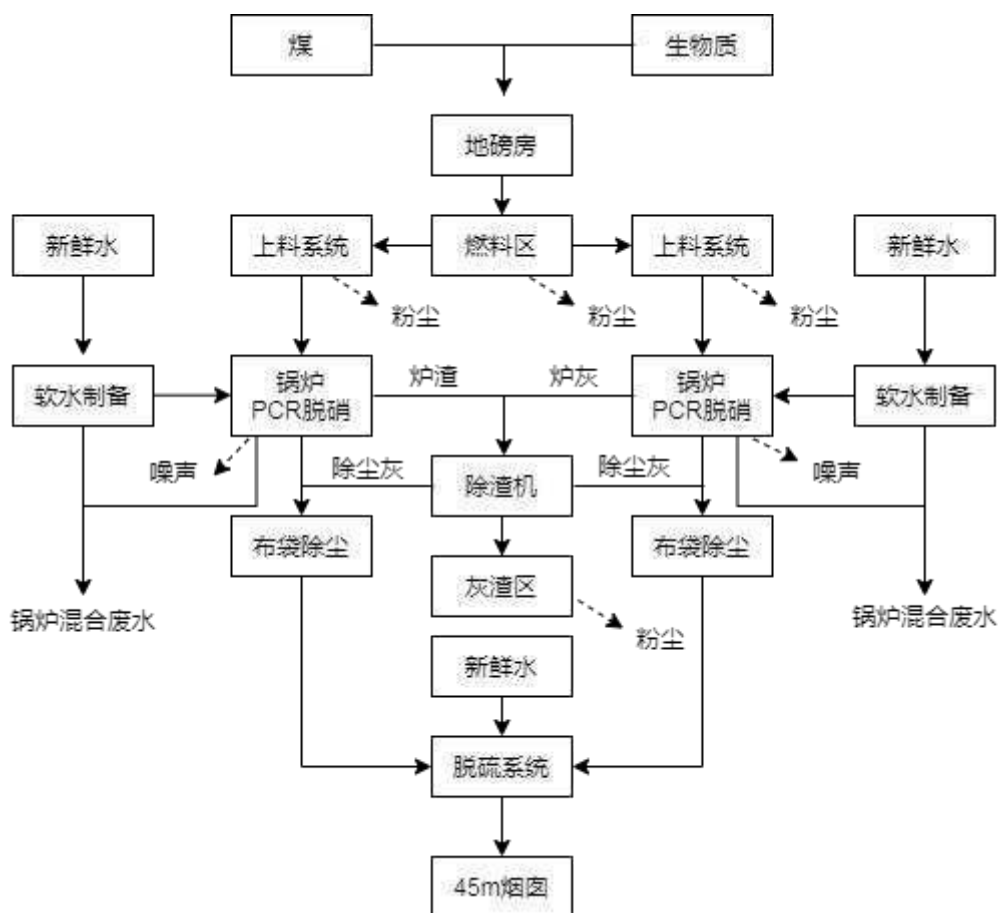 煤
生物质
地磅房
新鲜水
上料系统
燃料区
上料系统
新鲜水
粉尘
粉尘
粉尘
软水制备
锅炉
PCR脱硝
炉渣
炉灰
锅炉
PCR脱硝
软水制备
噪声
除尘灰
除渣机
除尘灰
噪声
布袋除尘
布袋除尘
灰渣区
锅炉混合废水
粉尘
锅炉混合废水
新鲜水
脱硫系统
45m烟囱